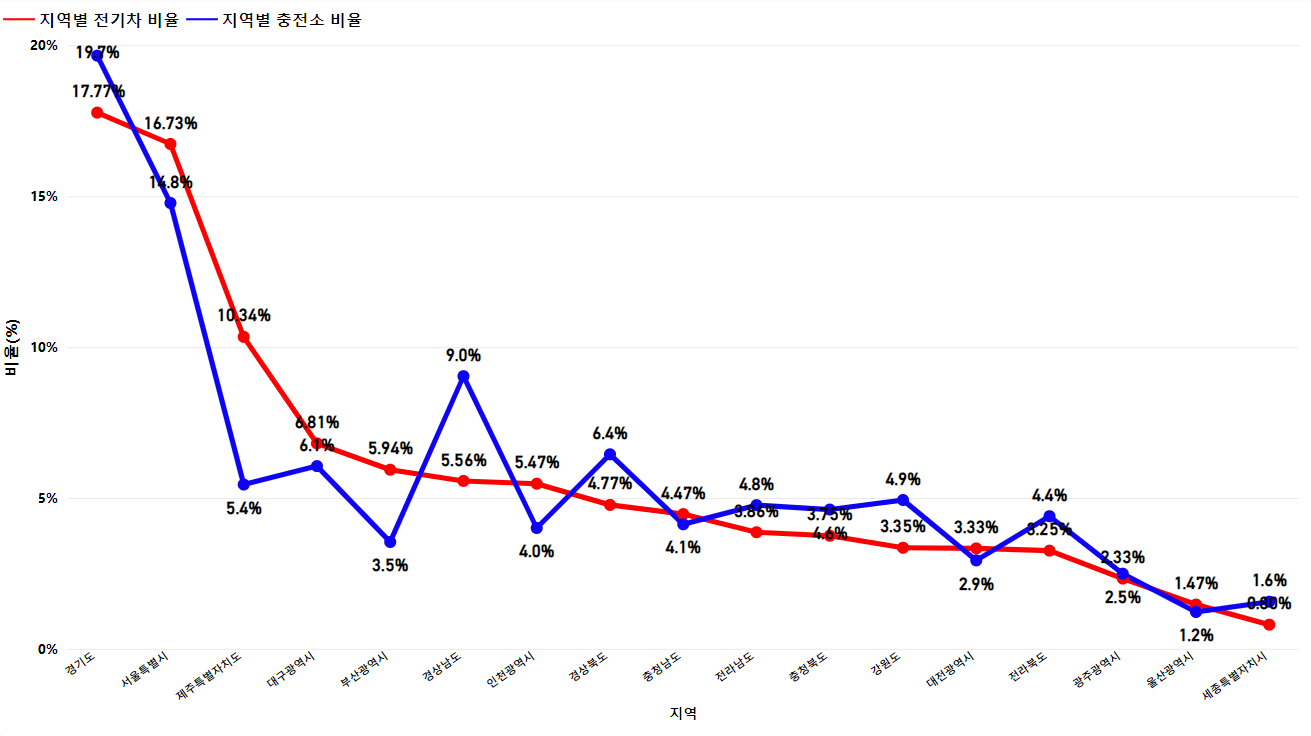 지역별 전기차 비율 지역별 충전소 비율
20%
15%
10%
5%
0%
비율(%)
19.7%
17.77%
16.73%
14.8%
10.34%
5.4%
6.81%
6.1%
5.94%
3.5%
9.0%
5.56%
5.47%
4.0%
6.4%
4.77%
4.47%
4.1%
4.8%
3.86%
3.75%
4.6%
4.9%
3.35%
3.33%
2.9%
4.4%
3.25%
2.33%
2.5%
1.47%
1.2%
1.6%
0.80%
경기도
서울특별시
제주특별자치도
대구광역시
부산광역시
경상남도
인천광역시
경상북도
충청남도
전라남도
충청북도
강원도
대전광역시
전라북도
광주광역시
울산광역시
세종특별자치시
지역